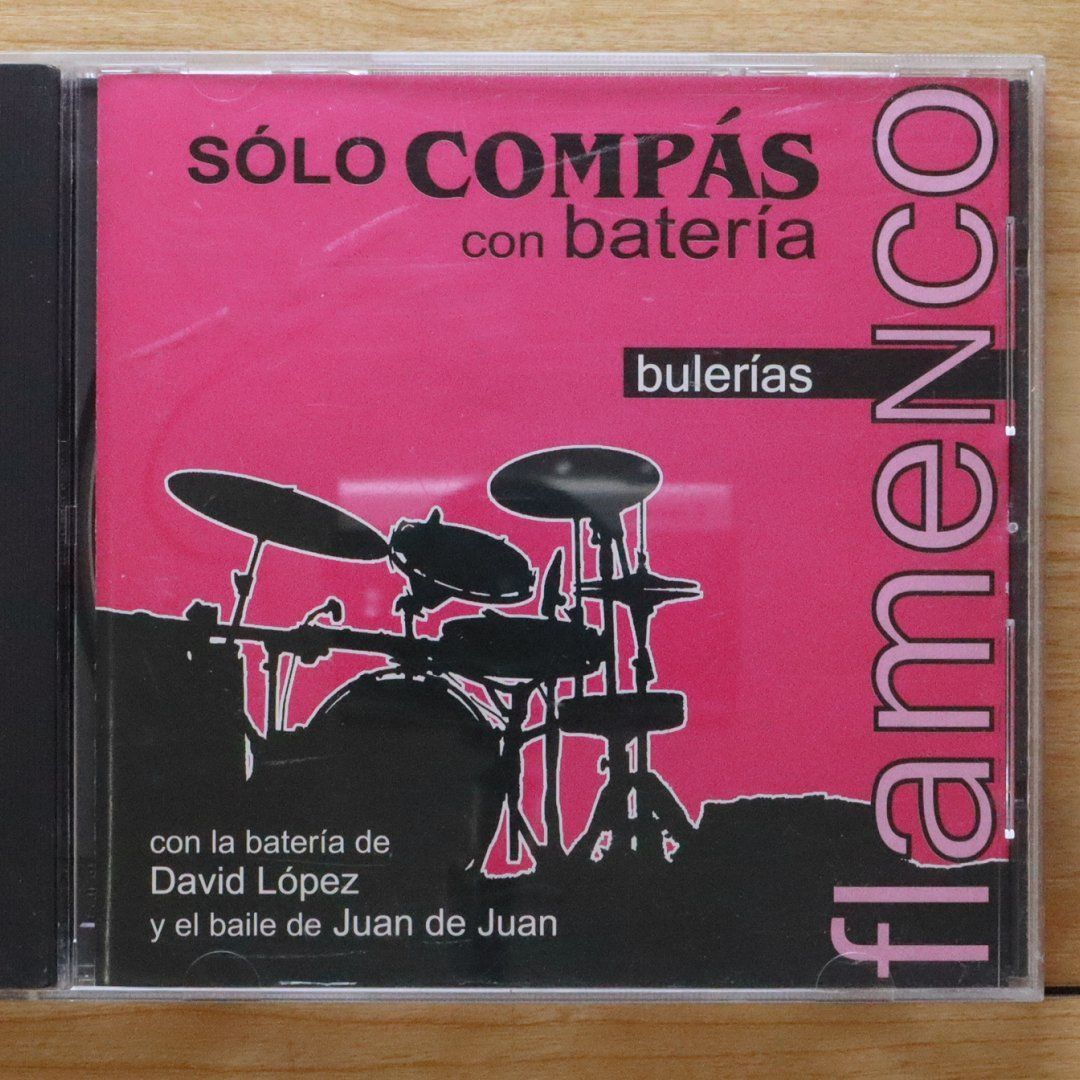 SÓLO COMPÁS
con batería
bulerías
flameNco
con la batería de
David López
y el baile de Juan de Juan